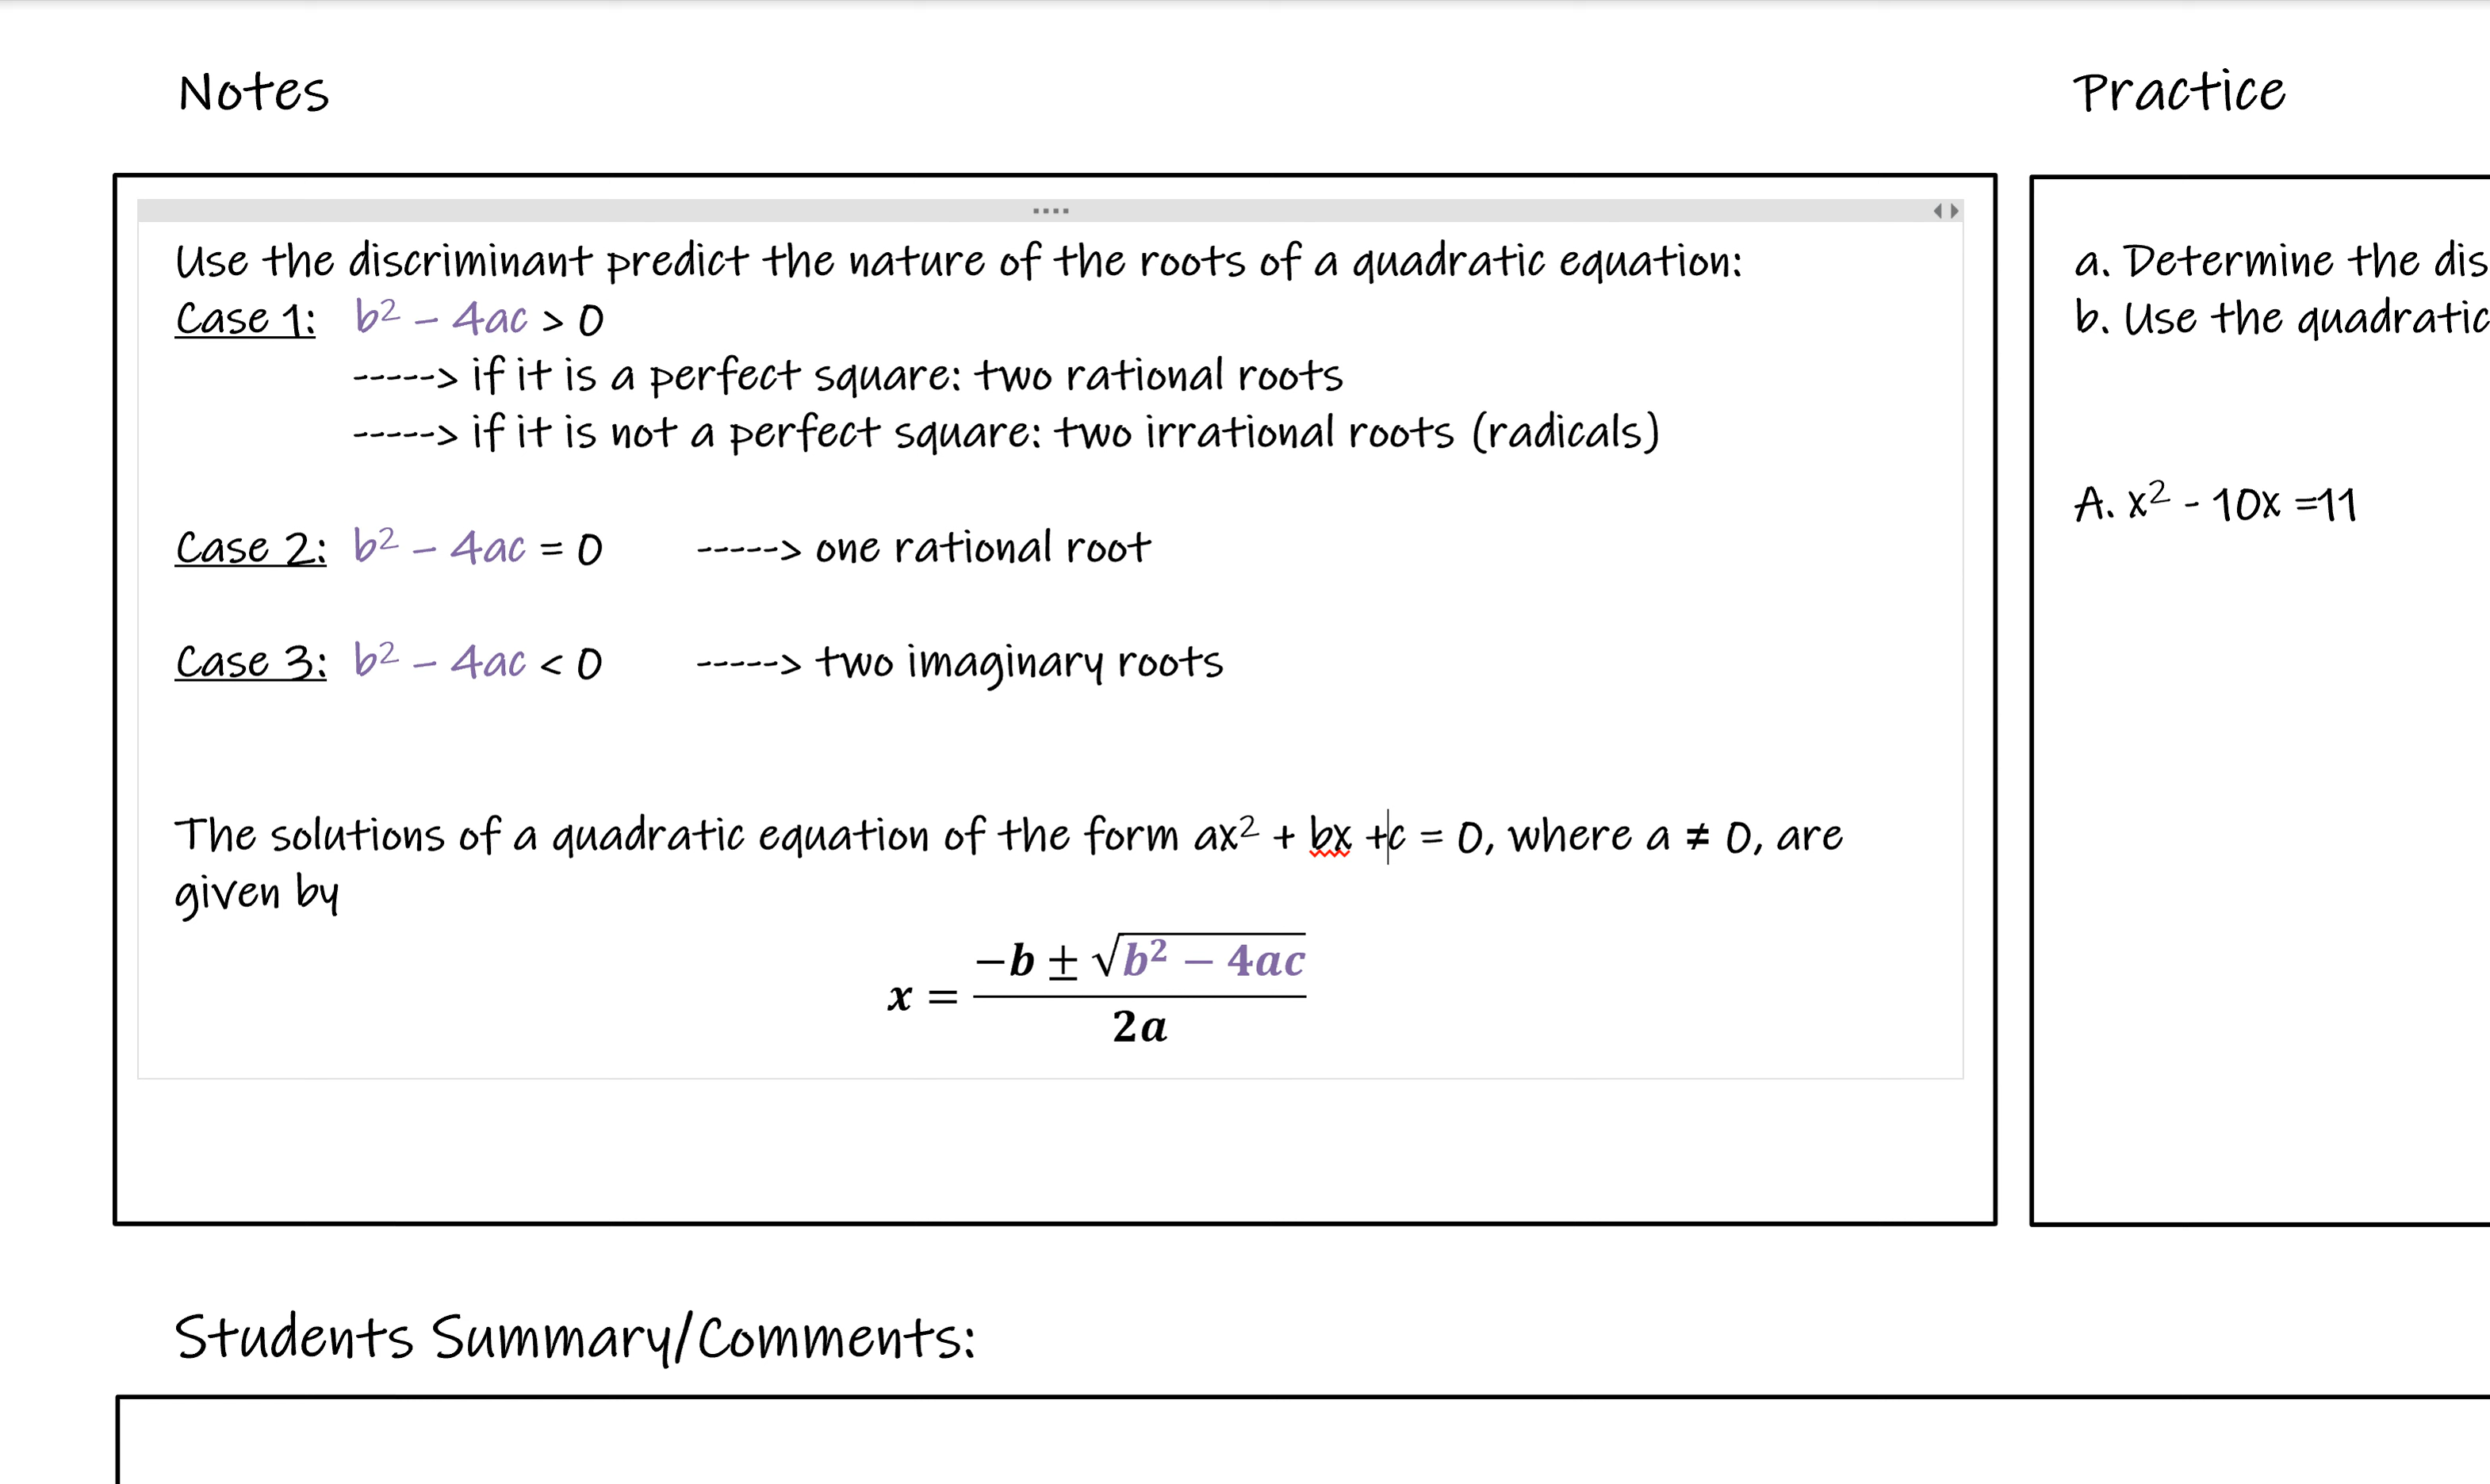 Notes
Use the discriminant predict the nature of the roots of a quadratic equation:
Case 1: b² – 4ac > 0
-----> if it is a perfect square: two rational roots
-----> if it is not a perfect square: two irrational roots (radicals)
Case 2: b² – 4ac = 0 -----> one rational root
Case 3: b² – 4ac < 0 -----> two imaginary roots
The solutions of a quadratic equation of the form ax² + bx +c = 0, where a ≠ 0, are
given by
x = (−b ± √(b² − 4ac)) / 2a
Practice
a. Determine the dis
b. Use the quadratic
A. x² - 10x =11
Students Summary/Comments: